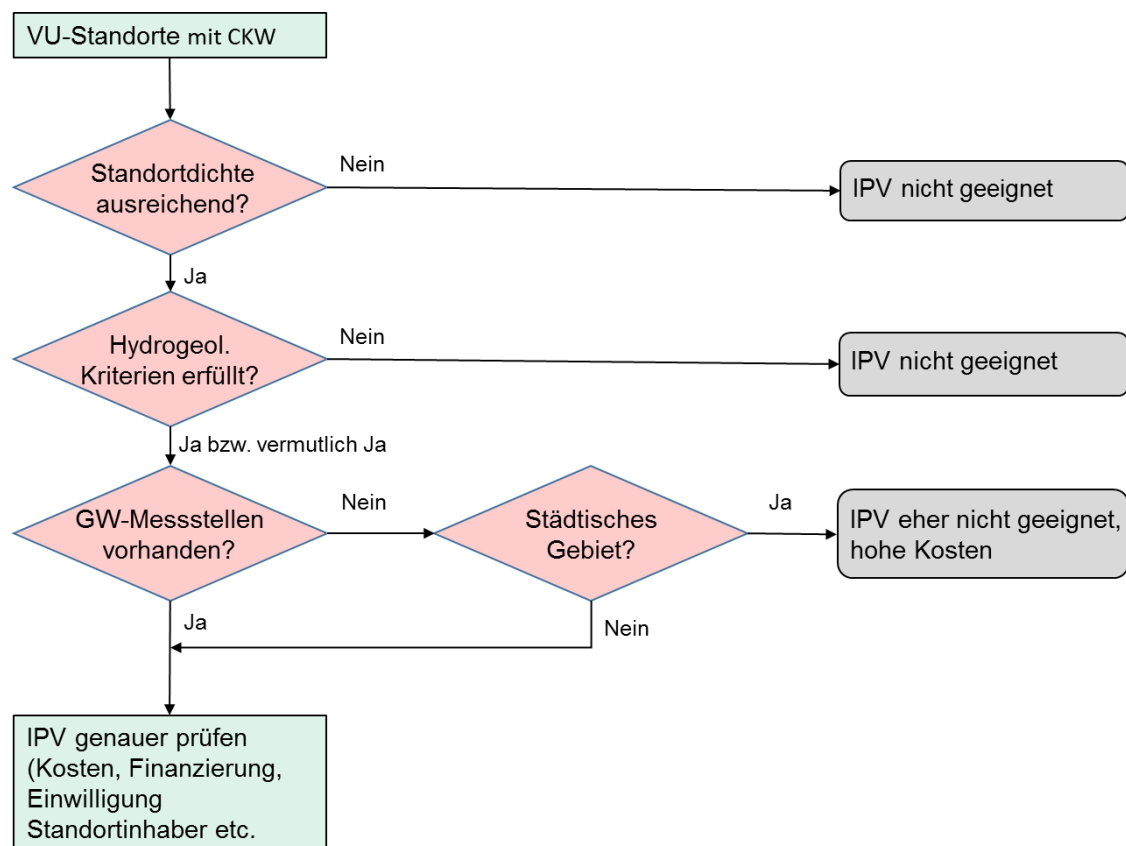 VU-Standorte mit CKW
Standortdichte
ausreichend?
Nein
IPV nicht geeignet
Ja
Hydrogeol.
Kriterien erfüllt?
Nein
IPV nicht geeignet
Ja bzw. vermutlich Ja
GW-Messstellen
vorhanden?
Nein
Städtisches
Gebiet?
Ja
IPV eher nicht geeignet,
hohe Kosten
Ja
Nein
IPV genauer prüfen
(Kosten, Finanzierung,
Einwilligung
Standortinhaber etc.